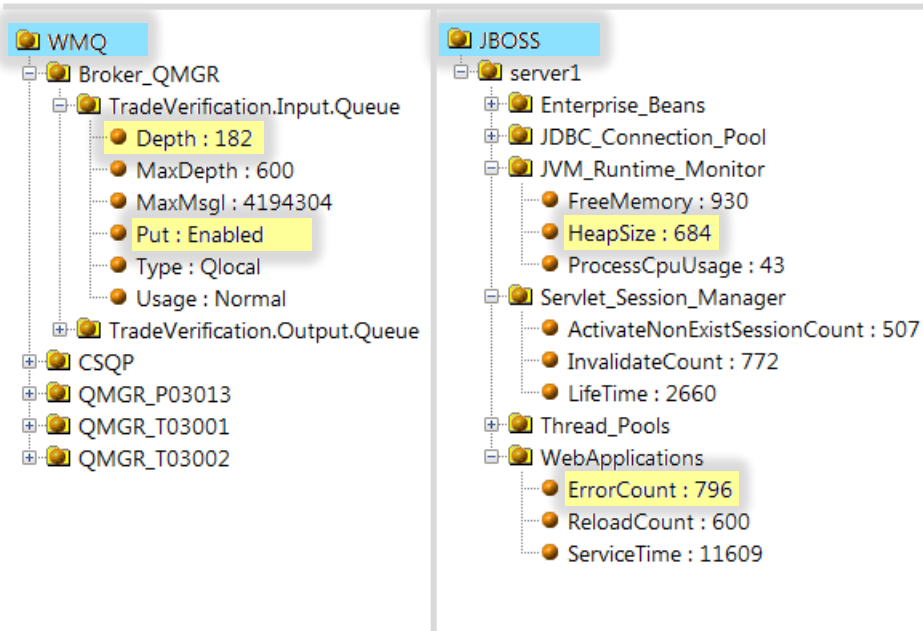 WMQ
Broker_QMGR
TradeVerification.Input.Queue
Depth : 182
MaxDepth : 600
MaxMsgl : 4194304
Put : Enabled
Type : Qlocal
Usage : Normal
TradeVerification.Output.Queue
CSQP
QMGR_P03013
QMGR_T03001
QMGR_T03002
JBOSS
server1
Enterprise_Beans
JDBC_Connection_Pool
JVM_Runtime_Monitor
FreeMemory : 930
HeapSize : 684
ProcessCpuUsage : 43
Servlet_Session_Manager
ActivateNonExistSessionCount : 507
InvalidateCount : 772
LifeTime : 2660
Thread_Pools
WebApplications
ErrorCount : 796
ReloadCount : 600
ServiceTime : 11609